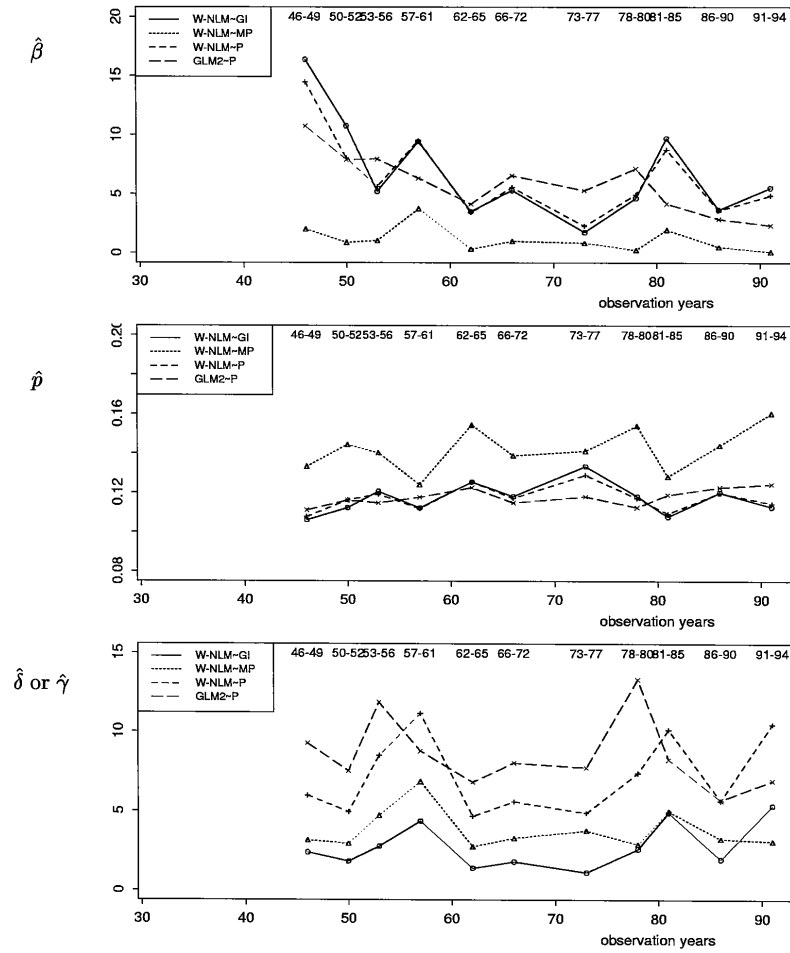 β̂
20
15
10
5
0
W-NLM~GI
W-NLM~MP
W-NLM~P
GLM2~P
46-49 50-52 53-56 57-61 62-65 66-72 73-77 78-80 81-85 86-90 91-94
30 40 50 60 70 80 90
observation years
p̂
0.20
0.16
0.12
0.08
W-NLM~GI
W-NLM~MP
W-NLM~P
GLM2~P
46-49 50-52 53-56 57-61 62-65 66-72 73-77 78-80 81-85 86-90 91-94
30 40 50 60 70 80 90
observation years
δ̂ or γ̂
15
10
5
0
W-NLM~GI
W-NLM~MP
W-NLM~P
GLM2~P
46-49 50-52 53-56 57-61 62-65 66-72 73-77 78-80 81-85 86-90 91-94
30 40 50 60 70 80 90
observation years